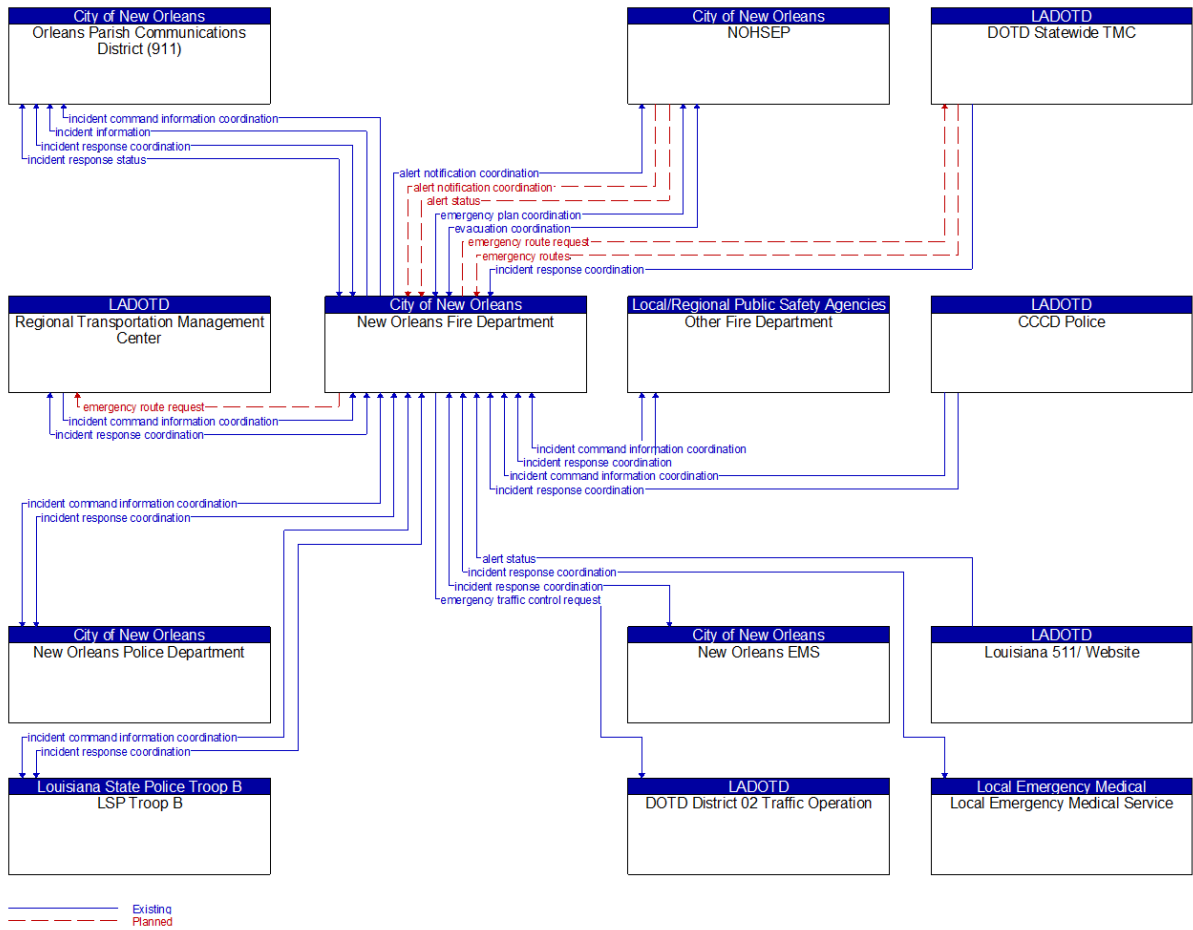 City of New Orleans
Orleans Parish Communications
District (911)
City of New Orleans
NOHSEP
LADOTD
DOTD Statewide TMC
incident command information coordination
incident information
incident response coordination
incident response status
alert notification coordination
alert notification coordination
alert status
emergency plan coordination
evacuation coordination
emergency route request
emergency routes
incident response coordination
LADOTD
Regional Transportation Management
Center
City of New Orleans
New Orleans Fire Department
Local/Regional Public Safety Agencies
Other Fire Department
LADOTD
CCCD Police
emergency route request
incident command information coordination
incident response coordination
incident command information coordination
incident response coordination
incident command information coordination
incident response coordination
incident command information coordination
incident response coordination
alert status
incident response coordination
incident response coordination
emergency traffic control request
City of New Orleans
New Orleans Police Department
City of New Orleans
New Orleans EMS
LADOTD
Louisiana 511/ Website
incident command information coordination
incident response coordination
Louisiana State Police Troop B
LSP Troop B
LADOTD
DOTD District 02 Traffic Operation
Local Emergency Medical
Local Emergency Medical Service
Existing
Planned